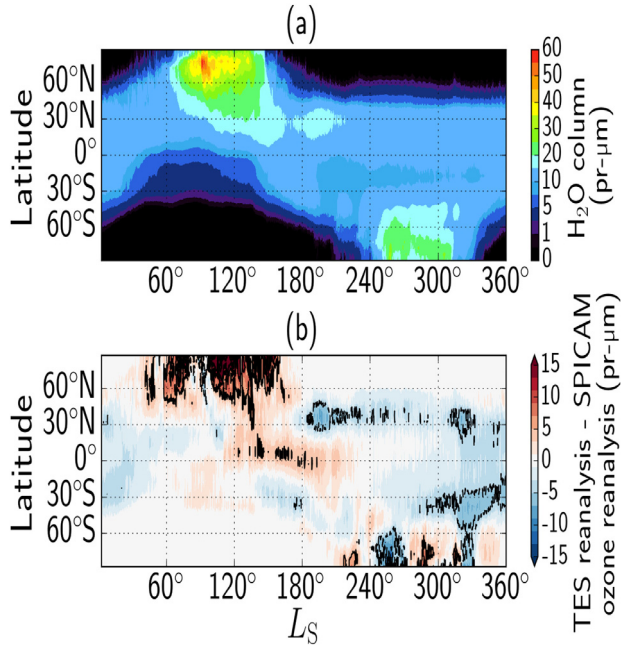 (a)
Latitude
60°N
30°N
0°
30°S
60°S
60° 120° 180° 240° 300° 360°
60
50
40
30
20
10
5
1
0
H₂O column
(pr-μm)
(b)
Latitude
60°N
30°N
0°
30°S
60°S
60° 120° 180° 240° 300° 360°
L_S
15
10
5
0
-5
-10
-15
TES reanalysis - SPICAM
ozone reanalysis (pr-μm)